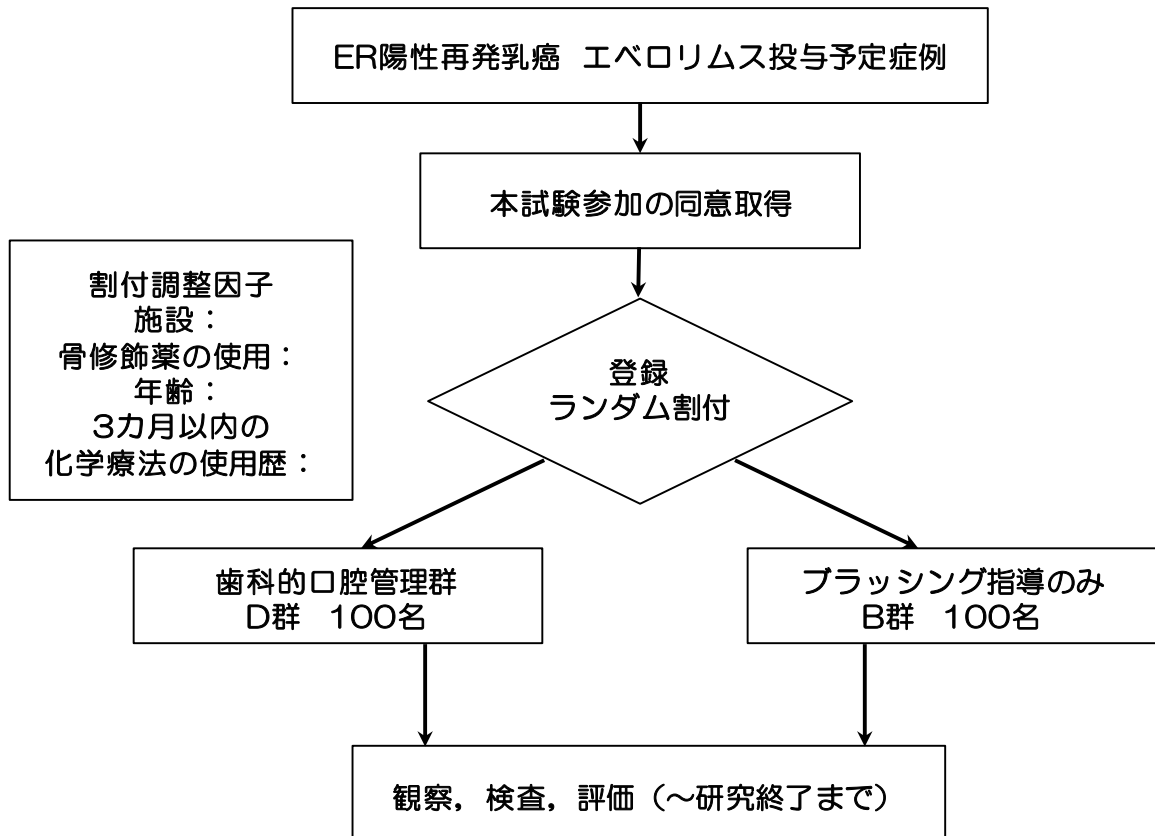 ER陽性再発乳癌　エベロリムス投与予定症例
本試験参加の同意取得
割付調整因子
施設：
骨修飾薬の使用：
年齢：
3カ月以内の
化学療法の使用歴：
登録
ランダム割付
歯科的口腔管理群
D群　100名
ブラッシング指導のみ
B群　100名
観察，検査，評価（～研究終了まで）